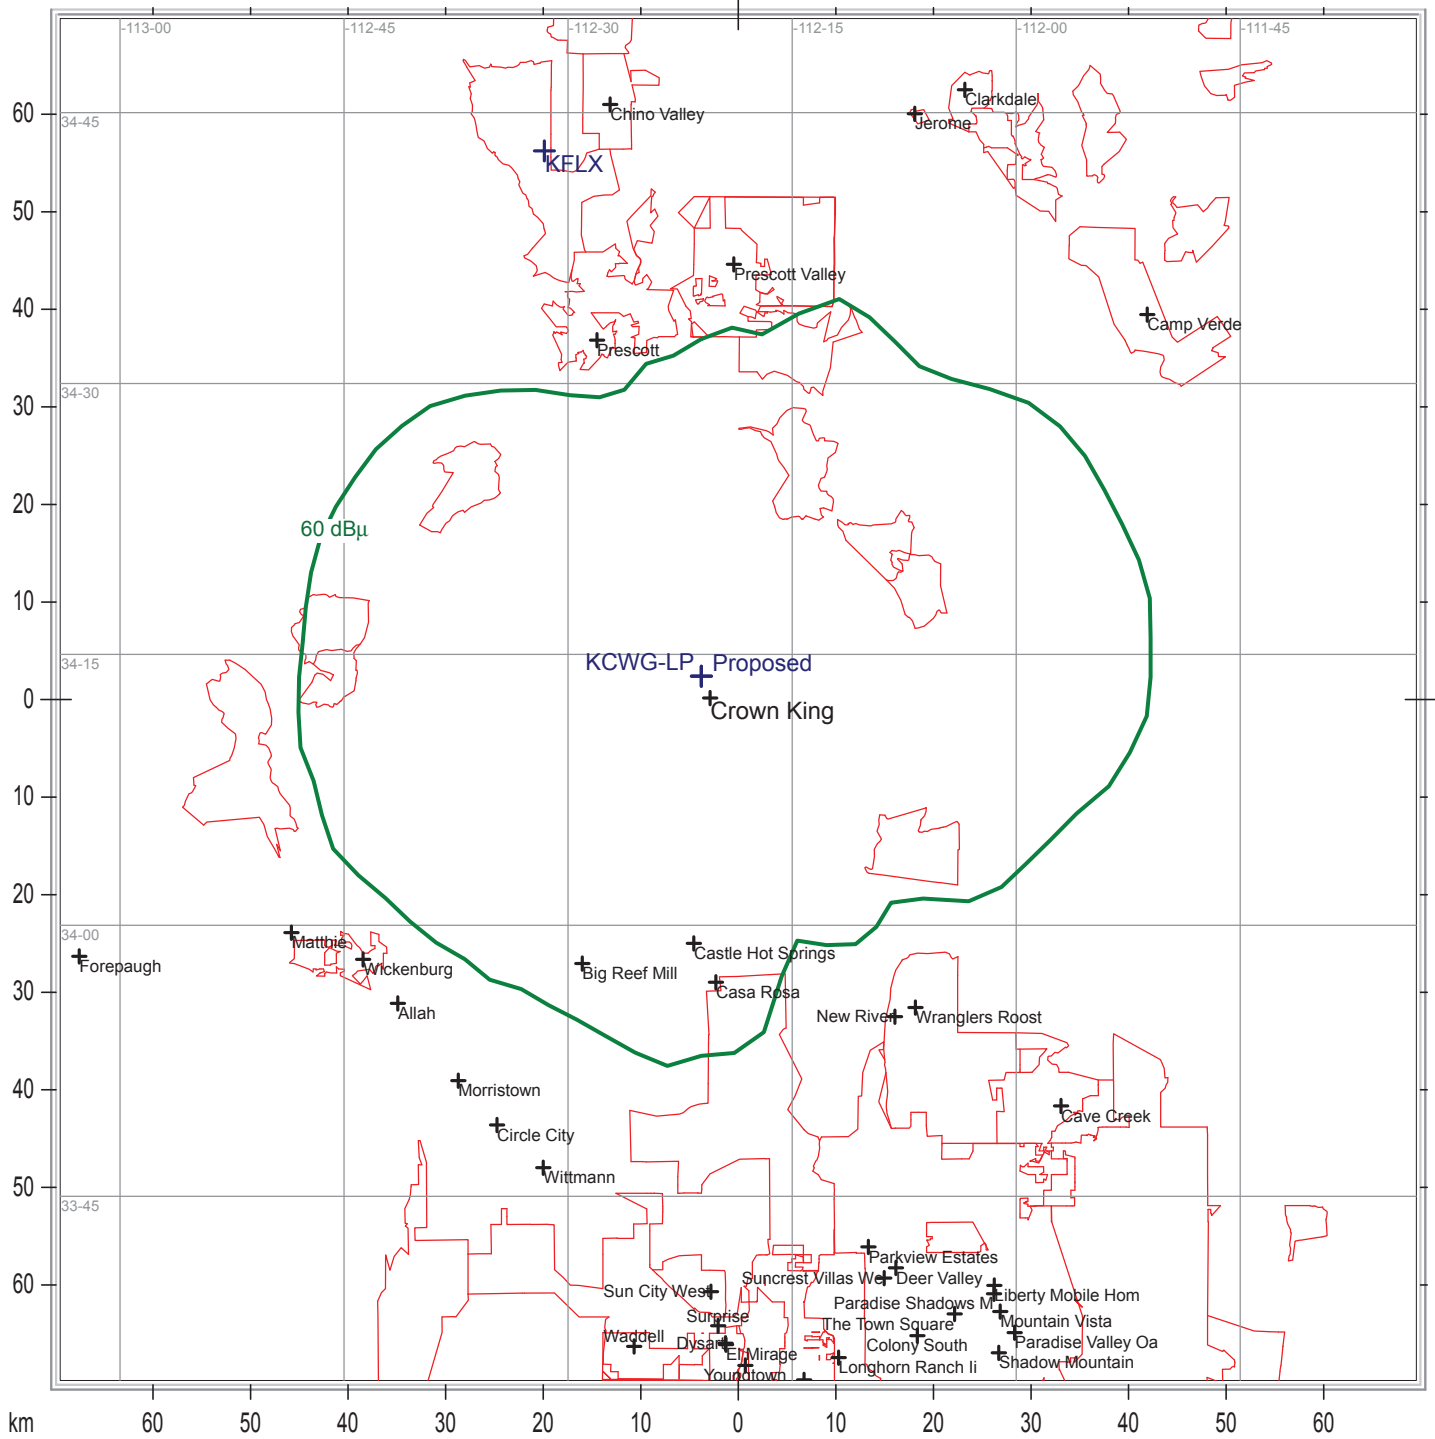 -113-00
-112-45
-112-30
-112-15
-112-00
-111-45
Clarkdale
Chino Valley
60
34-45
Jerome
KFLX
50
Prescott Valley
40
Camp Verde
Prescott
34-30
30
20
60 dBµ
10
34-15
KCWG-LP
Proposed
0
Crown King
10
20
34-00
Matthie
Castle Hot Springs
Forepaugh
Wickenburg
Big Reef Mill
30
Casa Rosa
Allah
New River
Wranglers Roost
40
Morristown
Cave Creek
Circle City
Wittmann
50
33-45
Parkview Estates
60
Suncrest Villas We
Deer Valley
Sun City West
Liberty Mobile Hom
Paradise Shadows M
Surprise
The Town Square
Mountain Vista
Waddell
Dysart
Colony South
Paradise Valley Oa
El Mirage
Shadow Mountain
Youngtown
Longhorn Ranch Ii
km
60
50
40
30
20
10
0
10
20
30
40
50
60